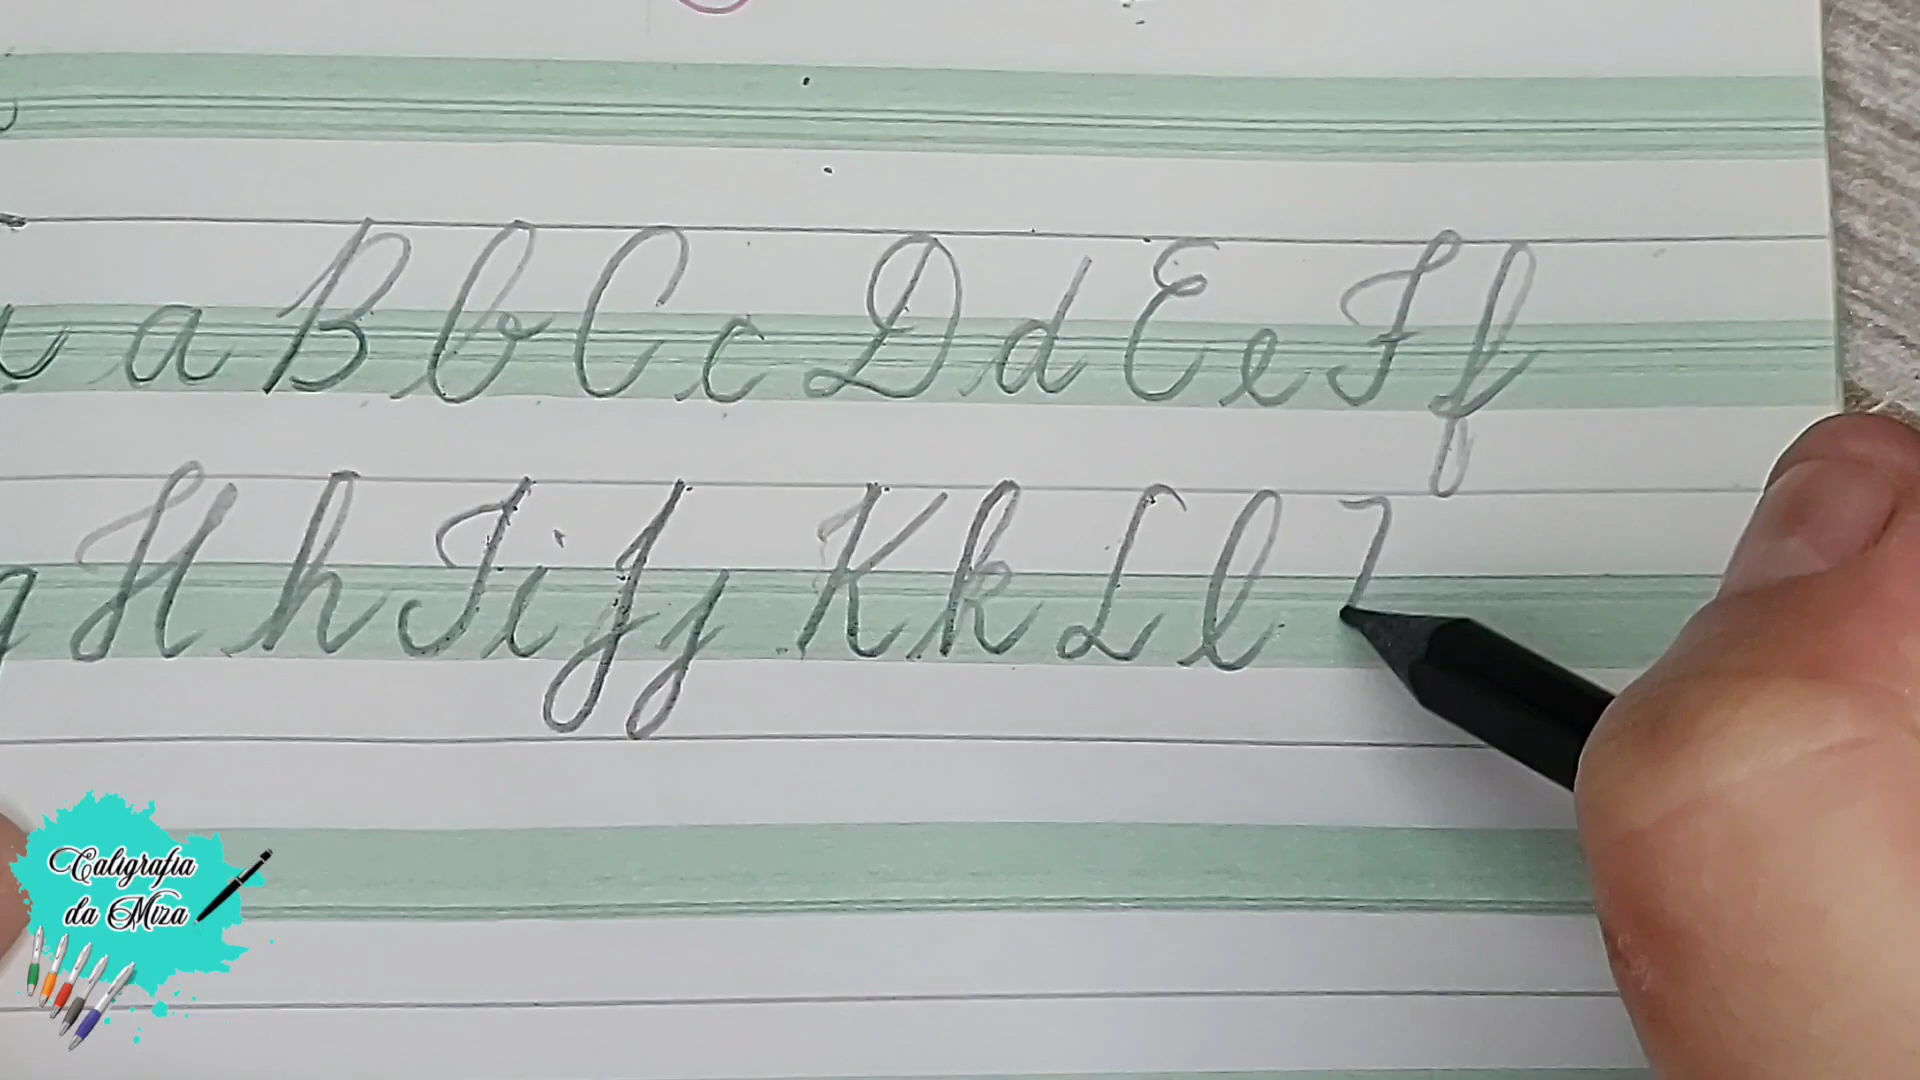 a B b C c D d E e F f
g H h I i J j K k L l
Caligrafia
da Miza